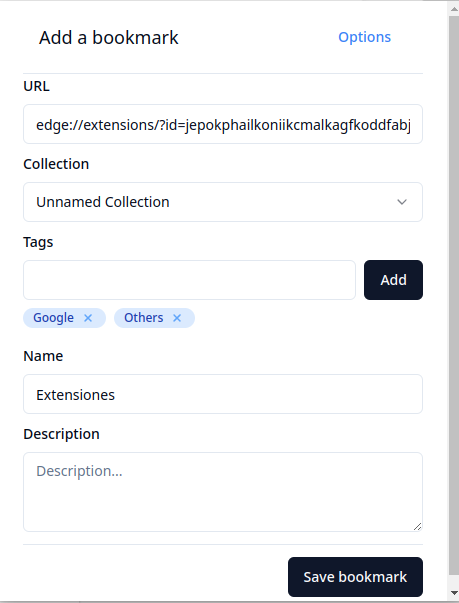 Add a bookmark
Options
URL
edge://extensions/?id=jepokphailkoniikcmalkagfkoddfabj
Collection
Unnamed Collection
Tags
Add
Google ✕ Others ✕
Name
Extensiones
Description
Description...
Save bookmark